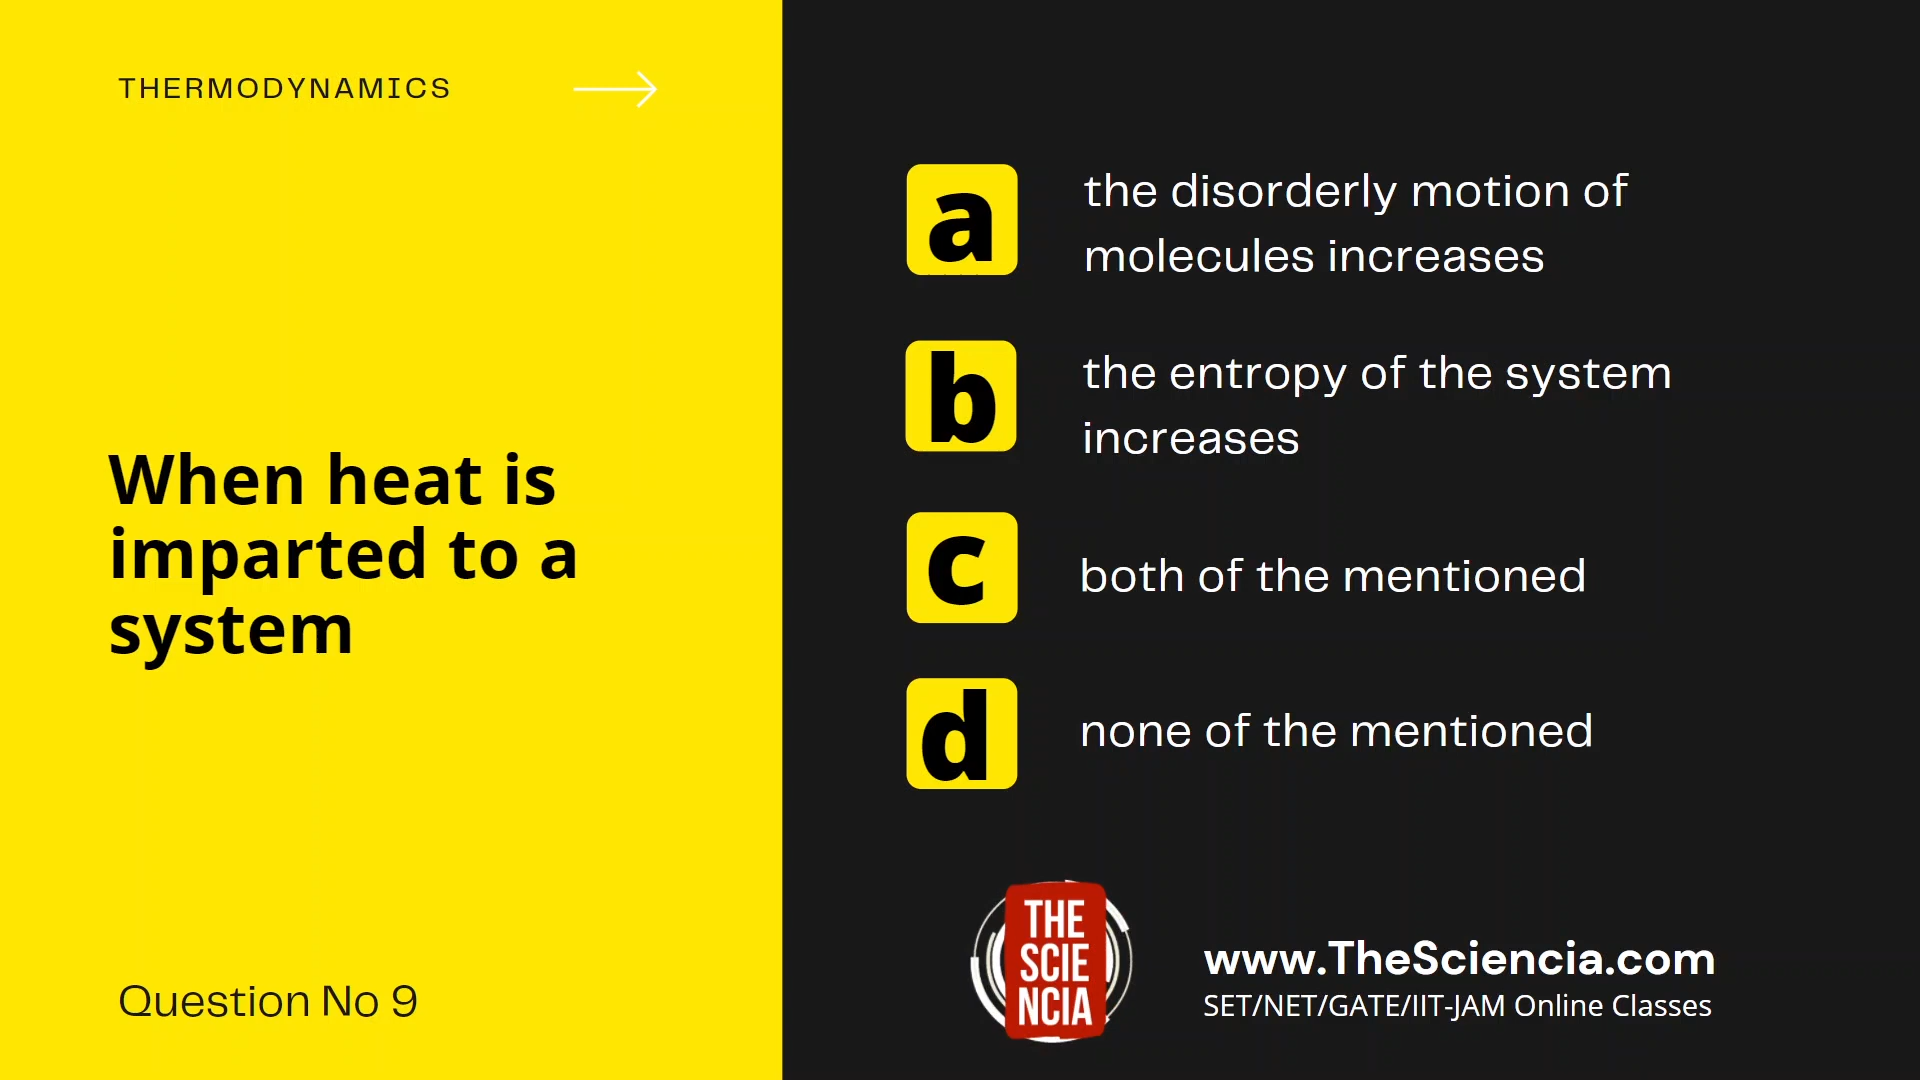 THERMODYNAMICS
When heat is
imparted to a
system
Question No 9
a
the disorderly motion of
molecules increases
b
the entropy of the system
increases
c
both of the mentioned
d
none of the mentioned
THE
SCIE
NCIA
www.TheSciencia.com
SET/NET/GATE/IIT-JAM Online Classes